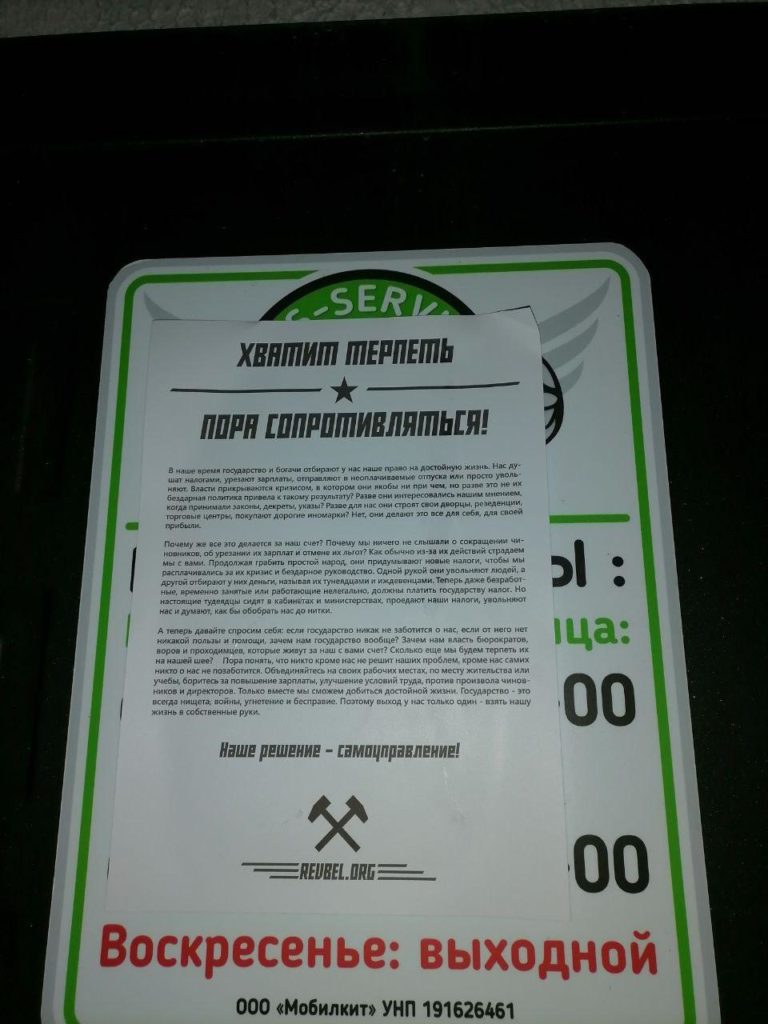 S-SERV
ХВАТИТ ТЕРПЕТЬ
ПОРА СОПРОТИВЛЯТЬСЯ!
В наше время государство и богачи отбирают у нас наше право на достойную жизнь. Нас ду-
шат налогами, урезают зарплаты, отправляют в неоплачиваемые отпуска или просто уволь-
няют. Власти прикрываются кризисом, в котором они якобы ни при чем, но разве это не их
бездарная политика привела к такому результату? Разве они интересовались нашим мнением,
когда принимали законы, декреты, указы? Разве для нас они строят свои дворцы, резеденции,
торговые центры, покупают дорогие иномарки? Нет, они делают это все для себя, для своей
прибыли.
Почему же все это делается за наш счет? Почему мы ничего не слышали о сокращении чи-
новников, об урезании их зарплат и отмене их льгот? Как обычно из-за их действий страдаем
мы с вами. Продолжая грабить простой народ, они придумывают новые налоги, чтобы мы
расплачивались за их кризис и бездарное руководство. Одной рукой они увольняют людей, а
другой отбирают у них деньги, называя их тунеядцами и иждевенцами. Теперь даже безработ-
ные, временно занятые или работающие нелегально, должны платить государству налог. Но
настоящие тудеядцы сидят в кабинетах и министерствах, проедают наши налоги, увольняют
нас и думают, как бы обобрать нас до нитки.
А теперь давайте спросим себя: если государство никак не заботится о нас, если от него нет
никакой пользы и помощи, зачем нам государство вообще? Зачем нам власть бюрократов,
воров и проходимцев, которые живут за наш с вами счет? Сколько еще мы будем терпеть их
на нашей шее? Пора понять, что никто кроме нас не решит наших проблем, кроме нас самих
никто о нас не позаботится. Объединяйтесь на своих рабочих местах, по месту жительства или
учебы, боритесь за повышение зарплаты, улучшение условий труда, против произвола чинов-
ников и директоров. Только вместе мы сможем добиться достойной жизни. Государство - это
всегда нищета, войны, угнетение и бесправие. Поэтому выход у нас только один - взять нашу
жизнь в собственные руки.
Наше решение – самоуправление!
REVBEL.ORG
Ы :
ца:
00
00
Воскресенье: выходной
ООО «Мобилкит» УНП 191626461